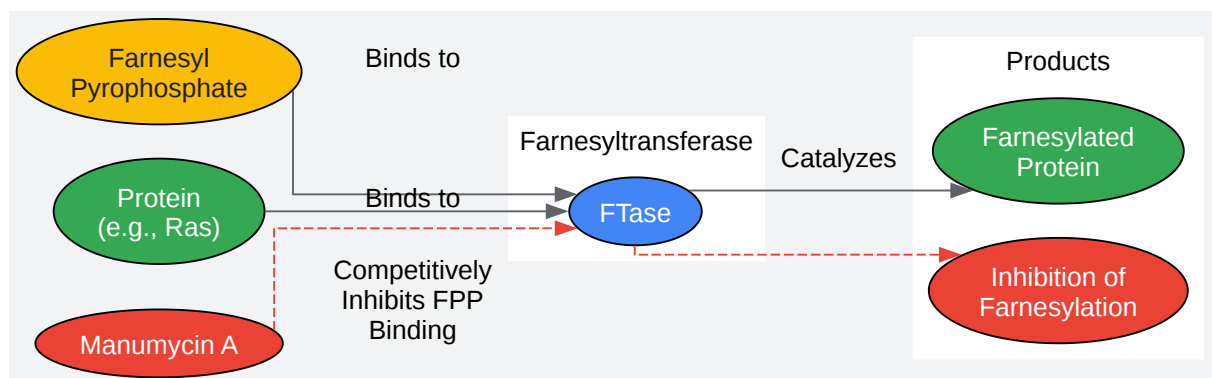 Farnesyl
Pyrophosphate
Binds to
Products
Farnesyltransferase
Catalyzes
Farnesylated
Protein
Protein
(e.g., Ras)
Binds to
FTase
Competitively
Inhibits FPP
Binding
Inhibition of
Farnesylation
Manumycin A